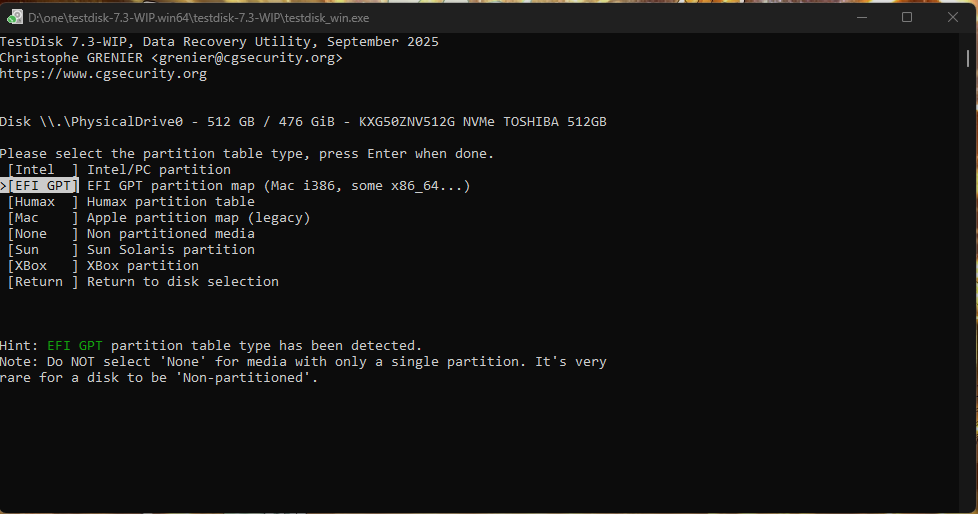 D:\one\testdisk-7.3-WIP.win64\testdisk-7.3-WIP\testdisk_win.exe
TestDisk 7.3-WIP, Data Recovery Utility, September 2025
Christophe GRENIER <grenier@cgsecurity.org>
https://www.cgsecurity.org
Disk \\.\PhysicalDrive0 - 512 GB / 476 GiB - KXG50ZNV512G NVMe TOSHIBA 512GB
Please select the partition table type, press Enter when done.
 [Intel  ] Intel/PC partition
>[EFI GPT] EFI GPT partition map (Mac i386, some x86_64...)
 [Humax  ] Humax partition table
 [Mac    ] Apple partition map (legacy)
 [None   ] Non partitioned media
 [Sun    ] Sun Solaris partition
 [XBox   ] XBox partition
 [Return ] Return to disk selection
Hint: EFI GPT partition table type has been detected.
Note: Do NOT select 'None' for media with only a single partition. It's very
rare for a disk to be 'Non-partitioned'.